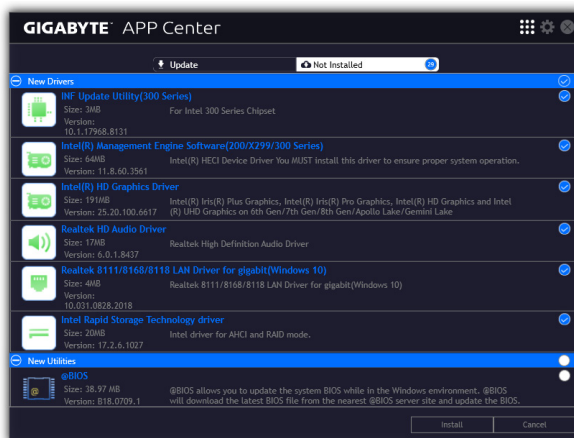 GIGABYTE™ APP Center
Update
Not Installed
29
New Drivers
INF Update Utility(300 Series)
Size: 3MB
For Intel 300 Series Chipset
Version:
10.1.17968.8131
Intel(R) Management Engine Software(200/X299/300 Series)
Size: 64MB
Intel(R) HECI Device Driver You MUST install this driver to ensure proper system operation.
Version: 11.8.60.3561
Intel(R) HD Graphics Driver
Size: 191MB
Intel(R) Iris(R) Plus Graphics, Intel(R) Iris(R) Pro Graphics, Intel(R) HD Graphics and Intel
Version: 25.20.100.6617
(R) UHD Graphics on 6th Gen/7th Gen/8th Gen/Apollo Lake/Gemini Lake
Realtek HD Audio Driver
Size: 17MB
Realtek High Definition Audio Driver
Version: 6.0.1.8437
Realtek 8111/8168/8118 LAN Driver for gigabit(Windows 10)
Size: 4MB
Realtek 8111/8168/8118 LAN Driver for gigabit(Windows 10)
Version:
10.031.0828.2018
Intel Rapid Storage Technology driver
Size: 20MB
Intel driver for AHCI and RAID mode.
Version: 17.2.6.1027
New Utilities
@BIOS
Size: 38.97 MB
@BIOS allows you to update the system BIOS while in the Windows environment. @BIOS
Version: B18.0709.1
will download the latest BIOS file from the nearest @BIOS server site and update the BIOS.
Install
Cancel